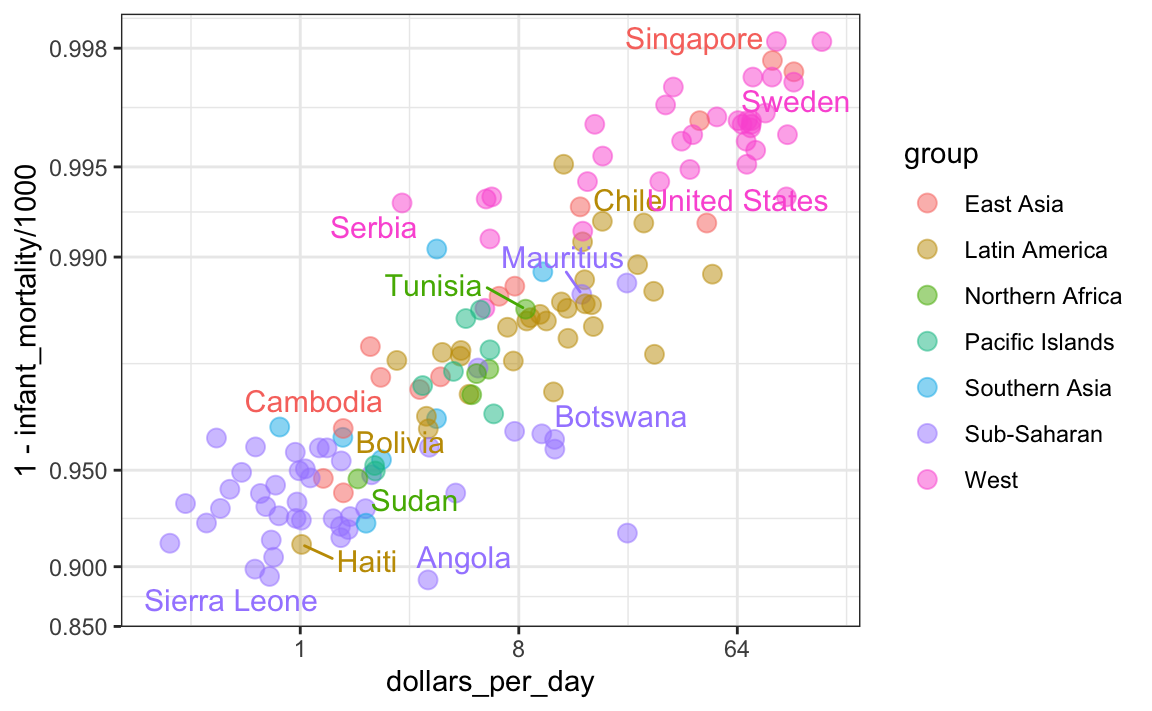 0.998
0.995
0.990
0.950
0.900
0.850
1 - infant_mortality/1000
Singapore
Sweden
Chile
United States
Serbia
Mauritius
Tunisia
Cambodia
Botswana
Bolivia
Sudan
Haiti
Angola
Sierra Leone
1
8
64
dollars_per_day
group
East Asia
Latin America
Northern Africa
Pacific Islands
Southern Asia
Sub-Saharan
West